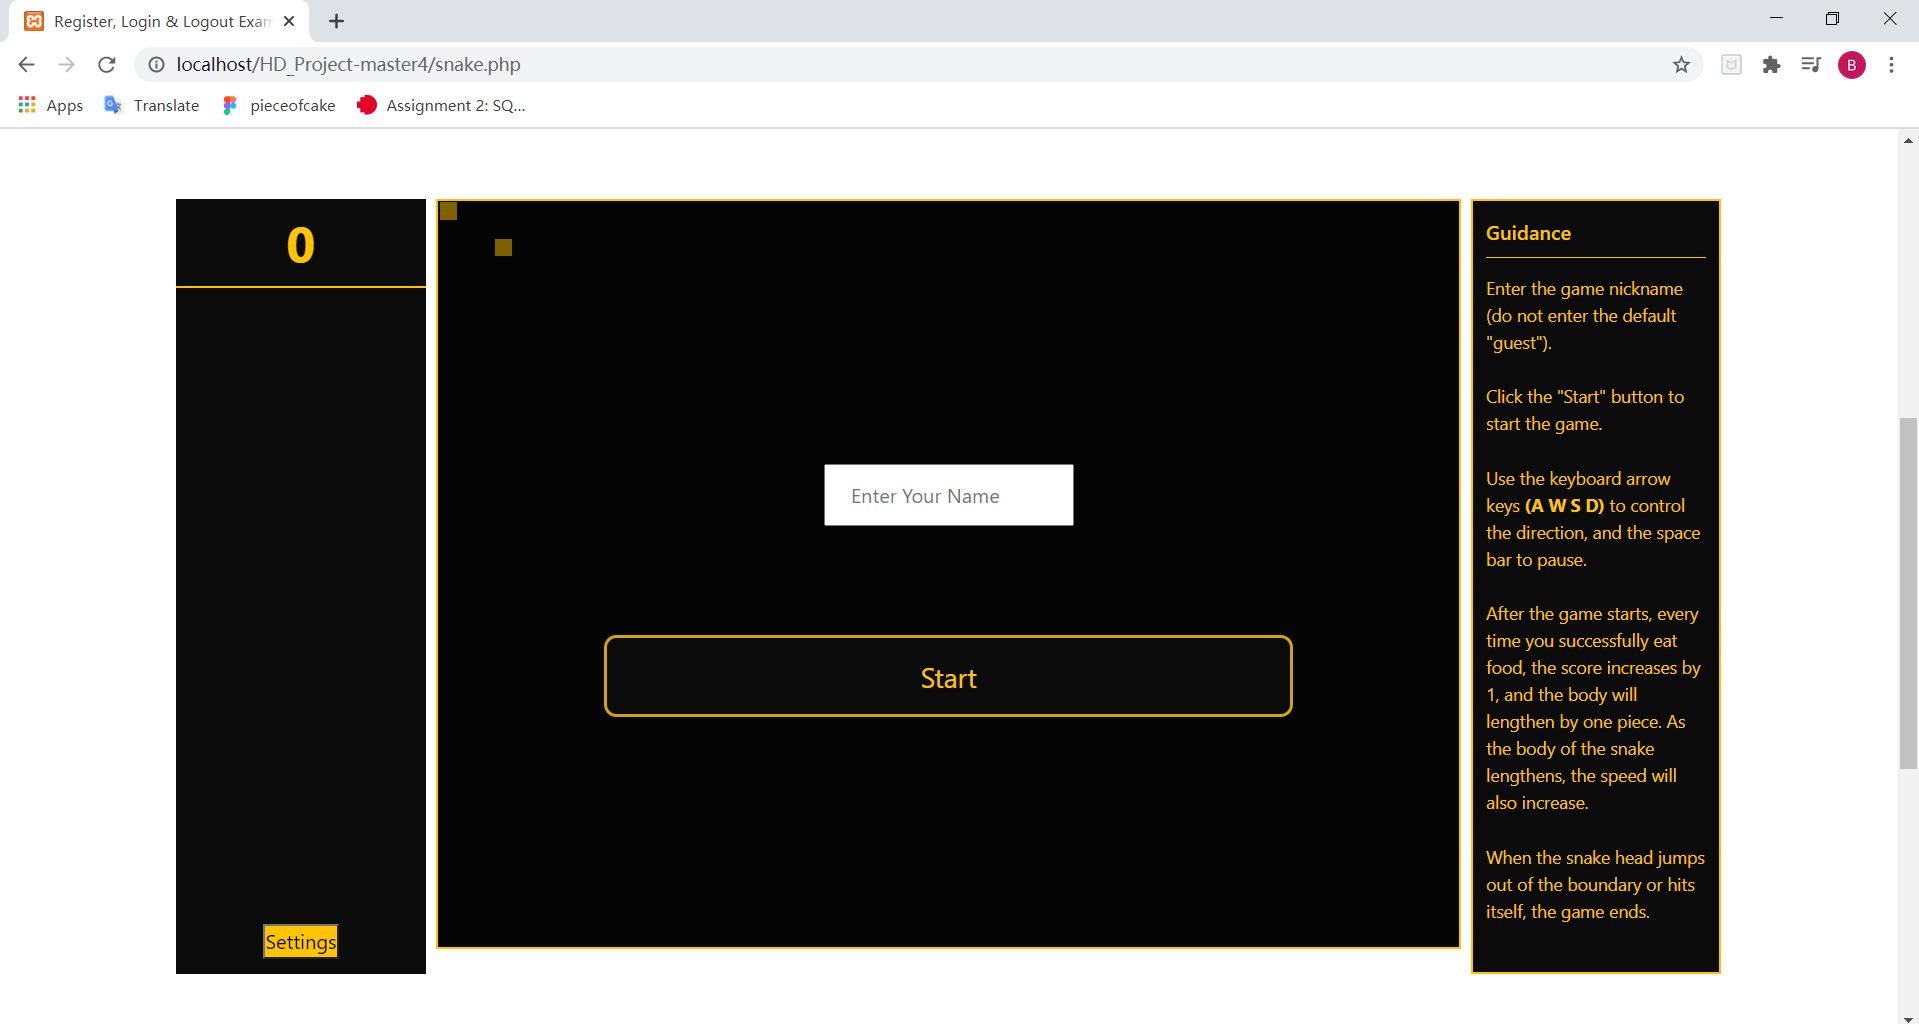 Register, Login & Logout Exam
localhost/HD_Project-master4/snake.php
B
Apps
Translate
pieceofcake
Assignment 2: SQ...
0
Settings
Enter Your Name
Start
Guidance
Enter the game nickname
(do not enter the default
"guest").
Click the "Start" button to
start the game.
Use the keyboard arrow
keys (A W S D) to control
the direction, and the space
bar to pause.
After the game starts, every
time you successfully eat
food, the score increases by
1, and the body will
lengthen by one piece. As
the body of the snake
lengthens, the speed will
also increase.
When the snake head jumps
out of the boundary or hits
itself, the game ends.